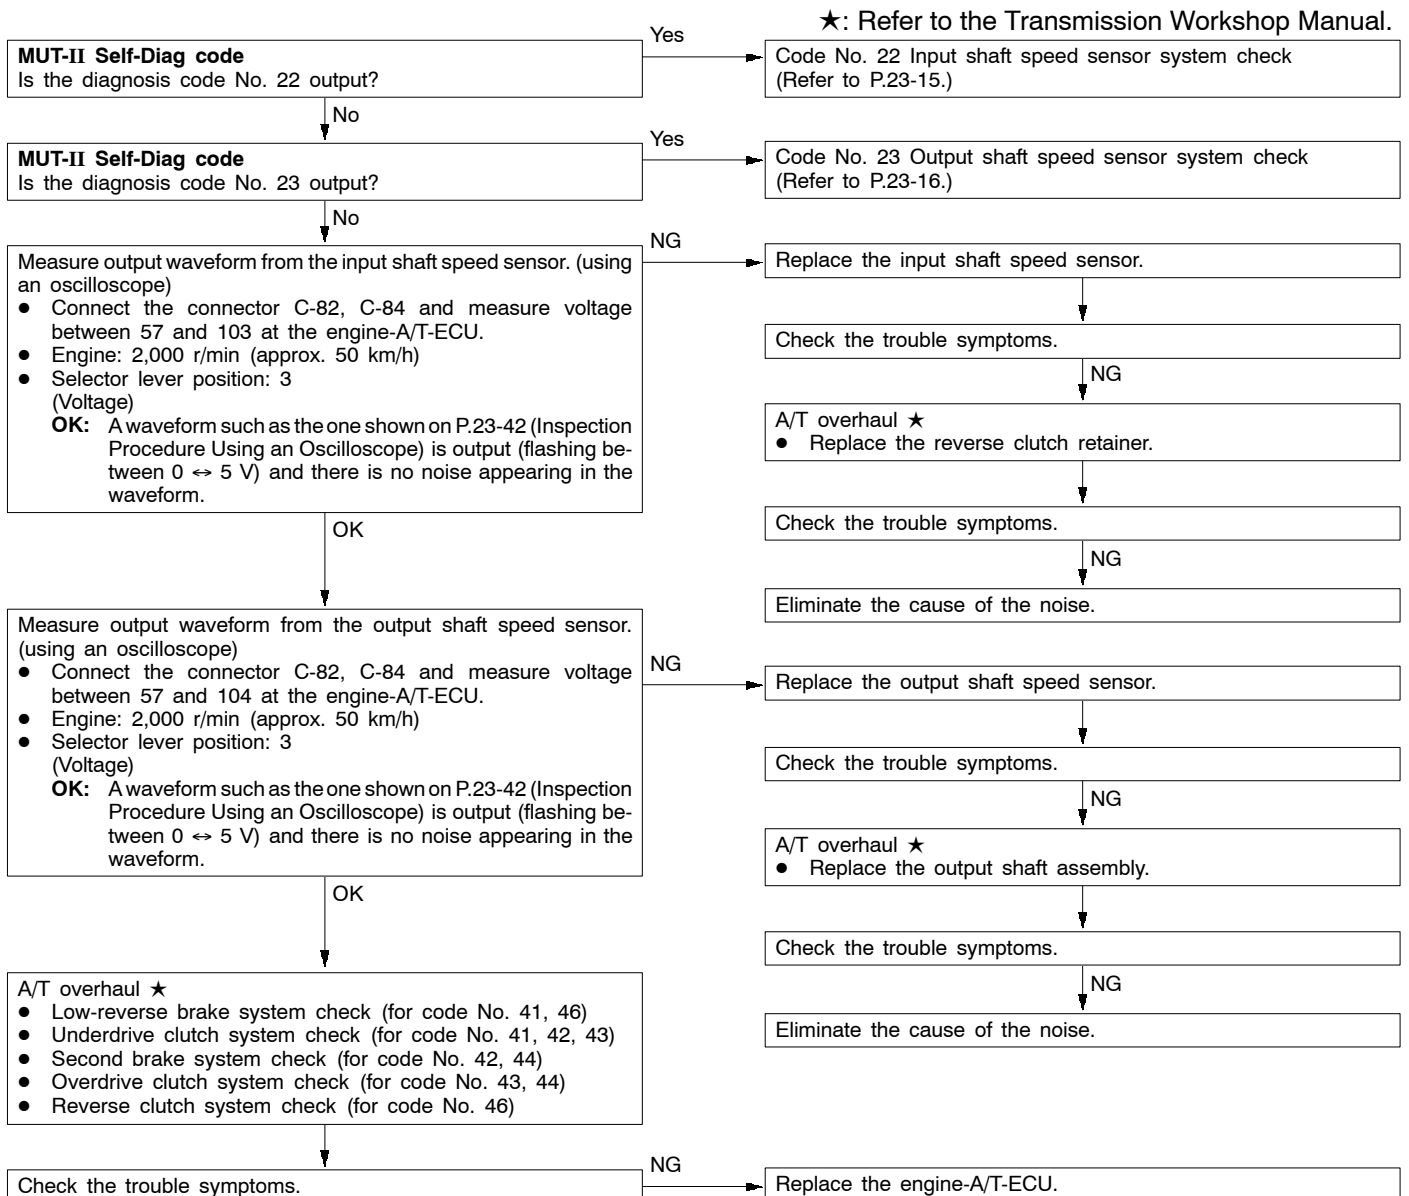 ★: Refer to the Transmission Workshop Manual.
MUT-II Self-Diag code
Is the diagnosis code No. 22 output?
Yes
Code No. 22 Input shaft speed sensor system check
(Refer to P.23-15.)
No
MUT-II Self-Diag code
Is the diagnosis code No. 23 output?
Yes
Code No. 23 Output shaft speed sensor system check
(Refer to P.23-16.)
No
Measure output waveform from the input shaft speed sensor. (using
an oscilloscope)
● Connect the connector C-82, C-84 and measure voltage
between 57 and 103 at the engine-A/T-ECU.
● Engine: 2,000 r/min (approx. 50 km/h)
● Selector lever position: 3
(Voltage)
OK: A waveform such as the one shown on P.23-42 (Inspection
Procedure Using an Oscilloscope) is output (flashing be-
tween 0 ↔ 5 V) and there is no noise appearing in the
waveform.
NG
Replace the input shaft speed sensor.
Check the trouble symptoms.
NG
A/T overhaul ★
● Replace the reverse clutch retainer.
Check the trouble symptoms.
NG
Eliminate the cause of the noise.
OK
Measure output waveform from the output shaft speed sensor.
(using an oscilloscope)
● Connect the connector C-82, C-84 and measure voltage
between 57 and 104 at the engine-A/T-ECU.
● Engine: 2,000 r/min (approx. 50 km/h)
● Selector lever position: 3
(Voltage)
OK: A waveform such as the one shown on P.23-42 (Inspection
Procedure Using an Oscilloscope) is output (flashing be-
tween 0 ↔ 5 V) and there is no noise appearing in the
waveform.
NG
Replace the output shaft speed sensor.
Check the trouble symptoms.
NG
A/T overhaul ★
● Replace the output shaft assembly.
Check the trouble symptoms.
NG
Eliminate the cause of the noise.
OK
A/T overhaul ★
● Low-reverse brake system check (for code No. 41, 46)
● Underdrive clutch system check (for code No. 41, 42, 43)
● Second brake system check (for code No. 42, 44)
● Overdrive clutch system check (for code No. 43, 44)
● Reverse clutch system check (for code No. 46)
Check the trouble symptoms.
NG
Replace the engine-A/T-ECU.